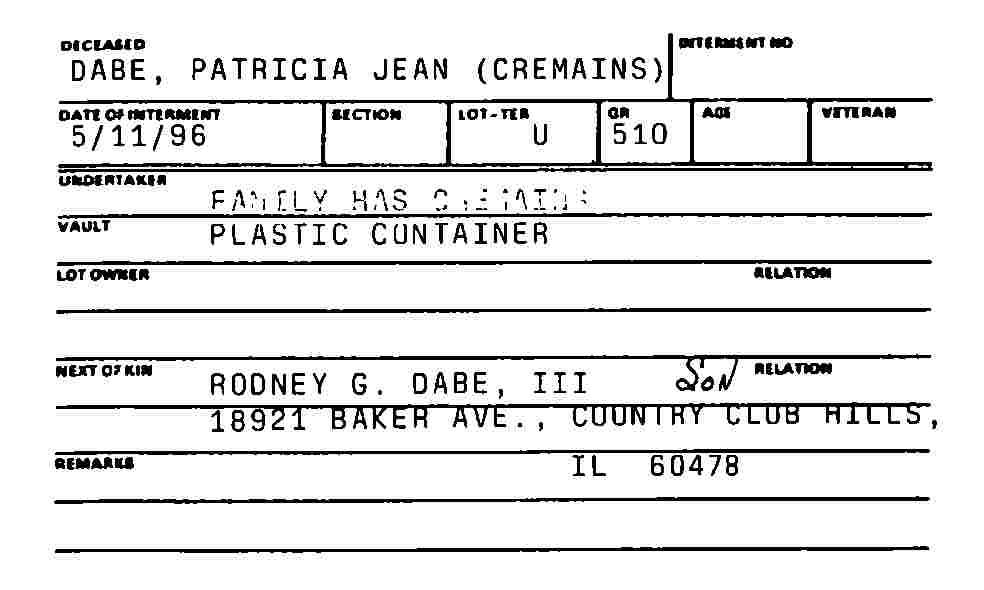 DECEASED INTERMENT NO
DABE, PATRICIA JEAN (CREMAINS)
DATE OF INTERMENT SECTION LOT-TER GR AGE VETERAN
5/11/96 U 510
UNDERTAKER
FAMILY HAS CREMAINS
VAULT
PLASTIC CONTAINER
LOT OWNER RELATION
NEXT OF KIN RELATION
RODNEY G. DABE, III Son
18921 BAKER AVE., COUNTRY CLUB HILLS,
REMARKS
IL 60478